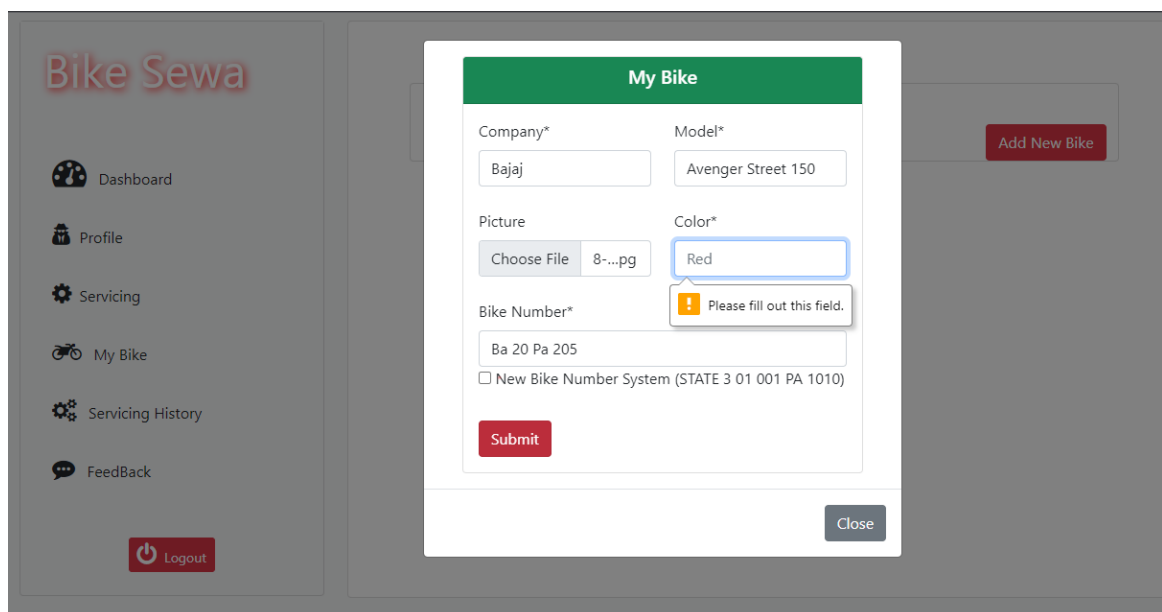 Bike Sewa
Dashboard
Profile
Servicing
My Bike
Servicing History
FeedBack
Logout
Add New Bike
My Bike
Company* Model*
Bajaj Avenger Street 150
Picture Color*
Choose File 8-...pg Red
Please fill out this field.
Bike Number*
Ba 20 Pa 205
New Bike Number System (STATE 3 01 001 PA 1010)
Submit
Close